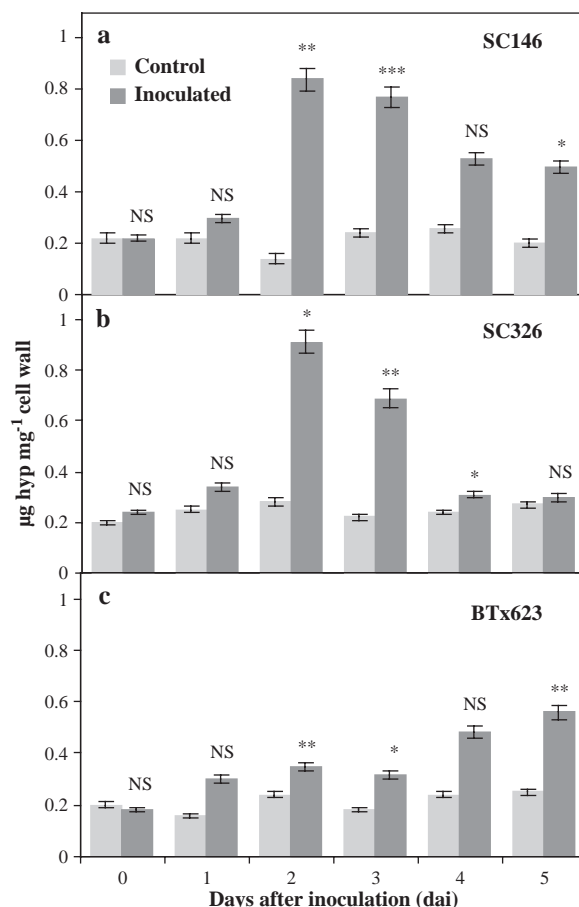 a
SC146
Control
Inoculated
1
0.8
0.6
0.4
0.2
0
NS
NS
**
***
NS
*
b
SC326
1
0.8
0.6
0.4
0.2
0
NS
NS
*
**
*
NS
µg hyp mg-1 cell wall
c
BTx623
1
0.8
0.6
0.4
0.2
0
NS
NS
**
*
NS
**
0 1 2 3 4 5
Days after inoculation (dai)